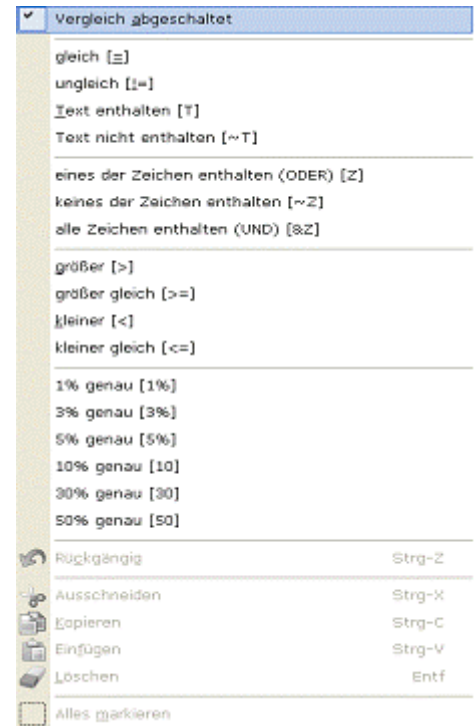 Vergleich abgeschaltet
gleich [=]
ungleich [!=]
Text enthalten [T]
Text nicht enthalten [~T]
eines der Zeichen enthalten (ODER) [Z]
keines der Zeichen enthalten [~Z]
alle Zeichen enthalten (UND) [&Z]
größer [>]
größer gleich [>=]
kleiner [<]
kleiner gleich [<=]
1% genau [1%]
3% genau [3%]
5% genau [5%]
10% genau [10]
30% genau [30]
50% genau [50]
Rückgängig Strg-Z
Ausschneiden Strg-X
Kopieren Strg-C
Einfügen Strg-V
Löschen Entf
Alles markieren